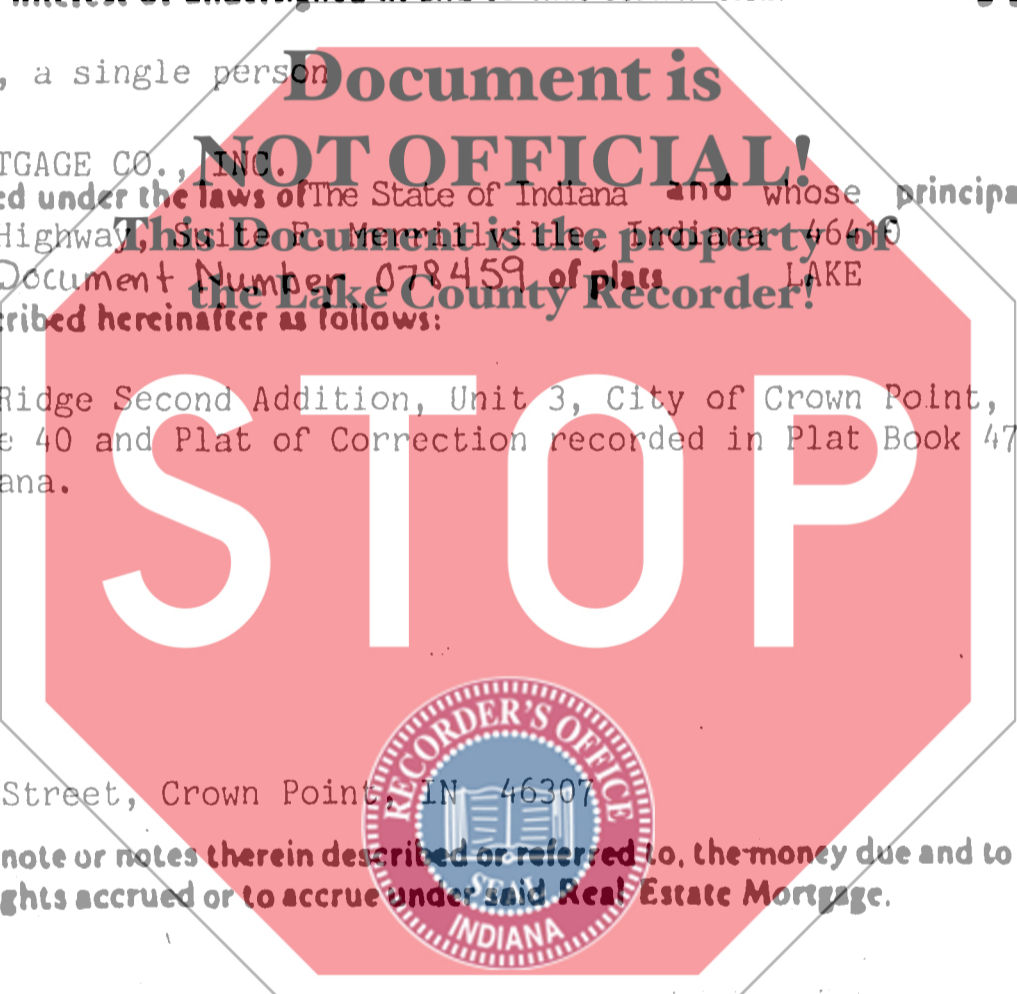 , a single person
Document is
NOT OFFICIAL!
TGAGE CO., INC.
ed under the laws of The State of Indiana and whose principa
This Document is the property of
Highway, Suite F. Merrillville, Indiana 46410
Document Number 078459 of plats LAKE
the Lake County Recorder!
cribed hereinafter as follows:
Ridge Second Addition, Unit 3, City of Crown Point,
e 40 and Plat of Correction recorded in Plat Book 47
ana.
STOP
RECORDER'S OFFICE
Street, Crown Point, IN 46307
note or notes therein described or referred to, the money due and to
SEAL
ghts accrued or to accrue under said Real Estate Mortgage.
INDIANA